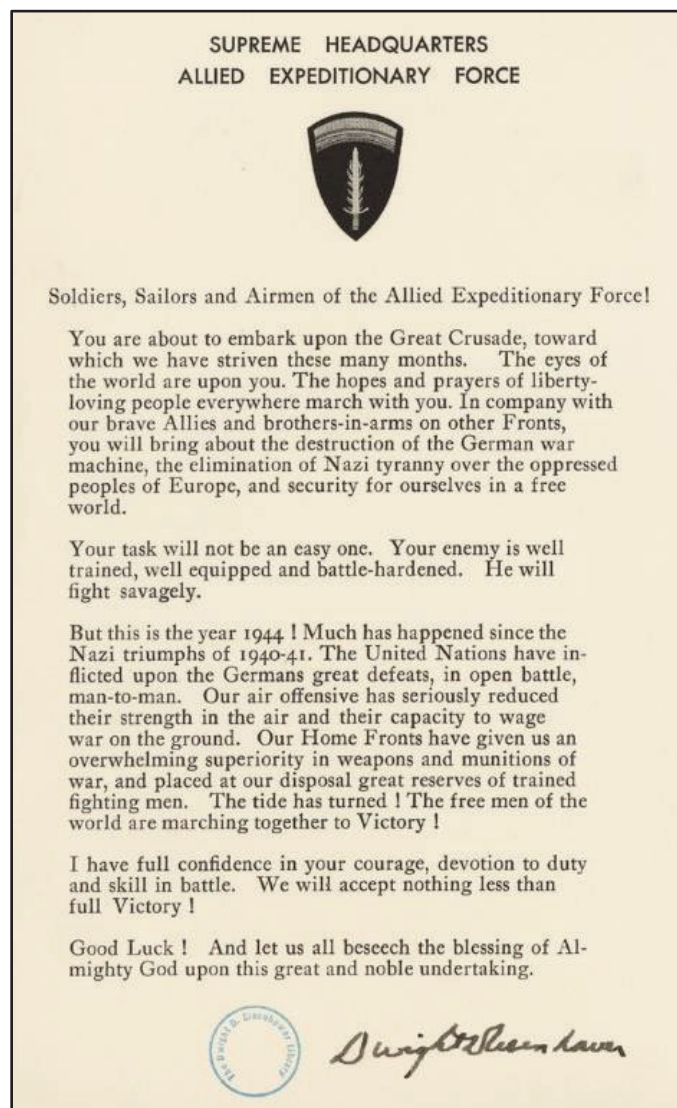 SUPREME HEADQUARTERS
ALLIED EXPEDITIONARY FORCE
Soldiers, Sailors and Airmen of the Allied Expeditionary Force!
You are about to embark upon the Great Crusade, toward
which we have striven these many months. The eyes of
the world are upon you. The hopes and prayers of liberty-
loving people everywhere march with you. In company with
our brave Allies and brothers-in-arms on other Fronts,
you will bring about the destruction of the German war
machine, the elimination of Nazi tyranny over the oppressed
peoples of Europe, and security for ourselves in a free
world.
Your task will not be an easy one. Your enemy is well
trained, well equipped and battle-hardened. He will
fight savagely.
But this is the year 1944 ! Much has happened since the
Nazi triumphs of 1940-41. The United Nations have in-
flicted upon the Germans great defeats, in open battle,
man-to-man. Our air offensive has seriously reduced
their strength in the air and their capacity to wage
war on the ground. Our Home Fronts have given us an
overwhelming superiority in weapons and munitions of
war, and placed at our disposal great reserves of trained
fighting men. The tide has turned ! The free men of the
world are marching together to Victory !
I have full confidence in your courage, devotion to duty
and skill in battle. We will accept nothing less than
full Victory !
Good Luck ! And let us all beseech the blessing of Al-
mighty God upon this great and noble undertaking.
The Dwight D. Eisenhower Library
Dwight D Eisenhower